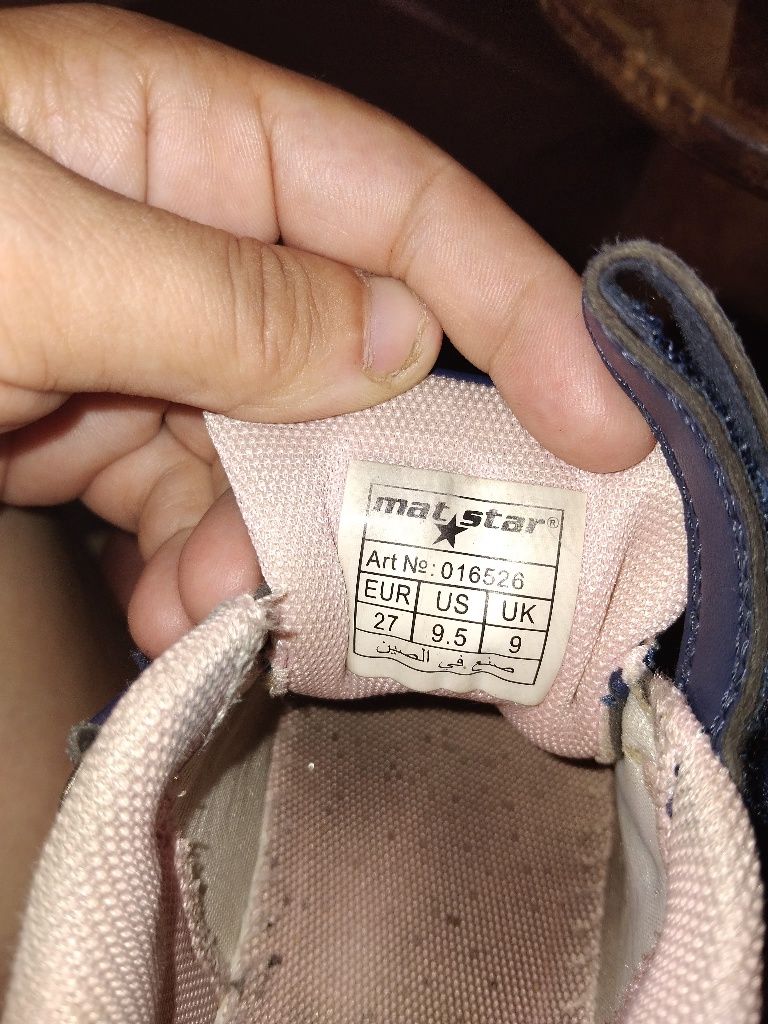 mat star®
Art №: 016526
EUR US UK
27 9.5 9
صنع في الصين